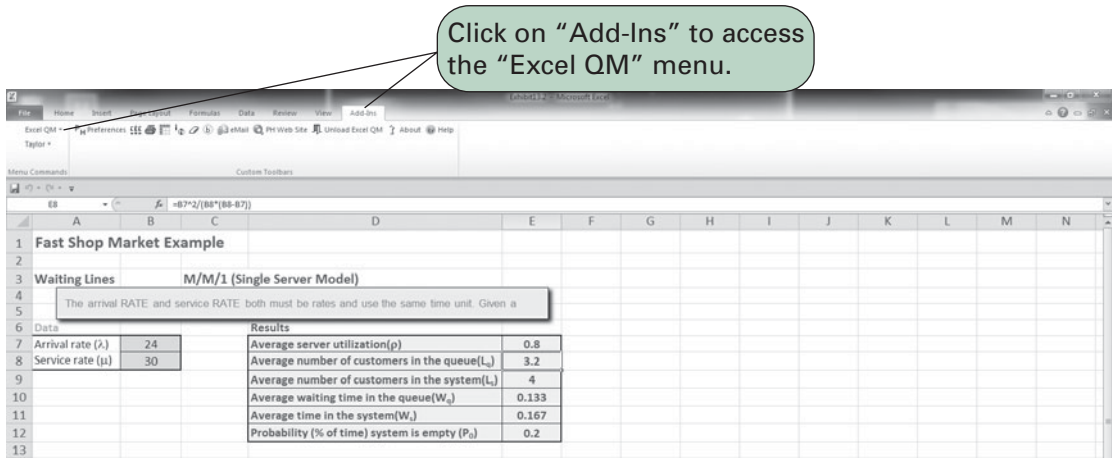 Click on “Add-Ins” to access
the “Excel QM” menu.
Exhibit13.2 - Microsoft Excel
File Home Insert Page Layout Formulas Data Review View Add-Ins
Excel QM Preferences eMail PH Web Site Unload Excel QM About Help
Taylor
Menu Commands Custom Toolbars
E8 fx =B7^2/(B8*(B8-B7))
A B C D E F G H I J K L M N
1 Fast Shop Market Example
2
3 Waiting Lines M/M/1 (Single Server Model)
4
The arrival RATE and service RATE both must be rates and use the same time unit. Given a
5
6 Data Results
7 Arrival rate (λ) 24 Average server utilization(ρ) 0.8
8 Service rate (μ) 30 Average number of customers in the queue(Lq) 3.2
9 Average number of customers in the system(Ls) 4
10 Average waiting time in the queue(Wq) 0.133
11 Average time in the system(Ws) 0.167
12 Probability (% of time) system is empty (P0) 0.2
13